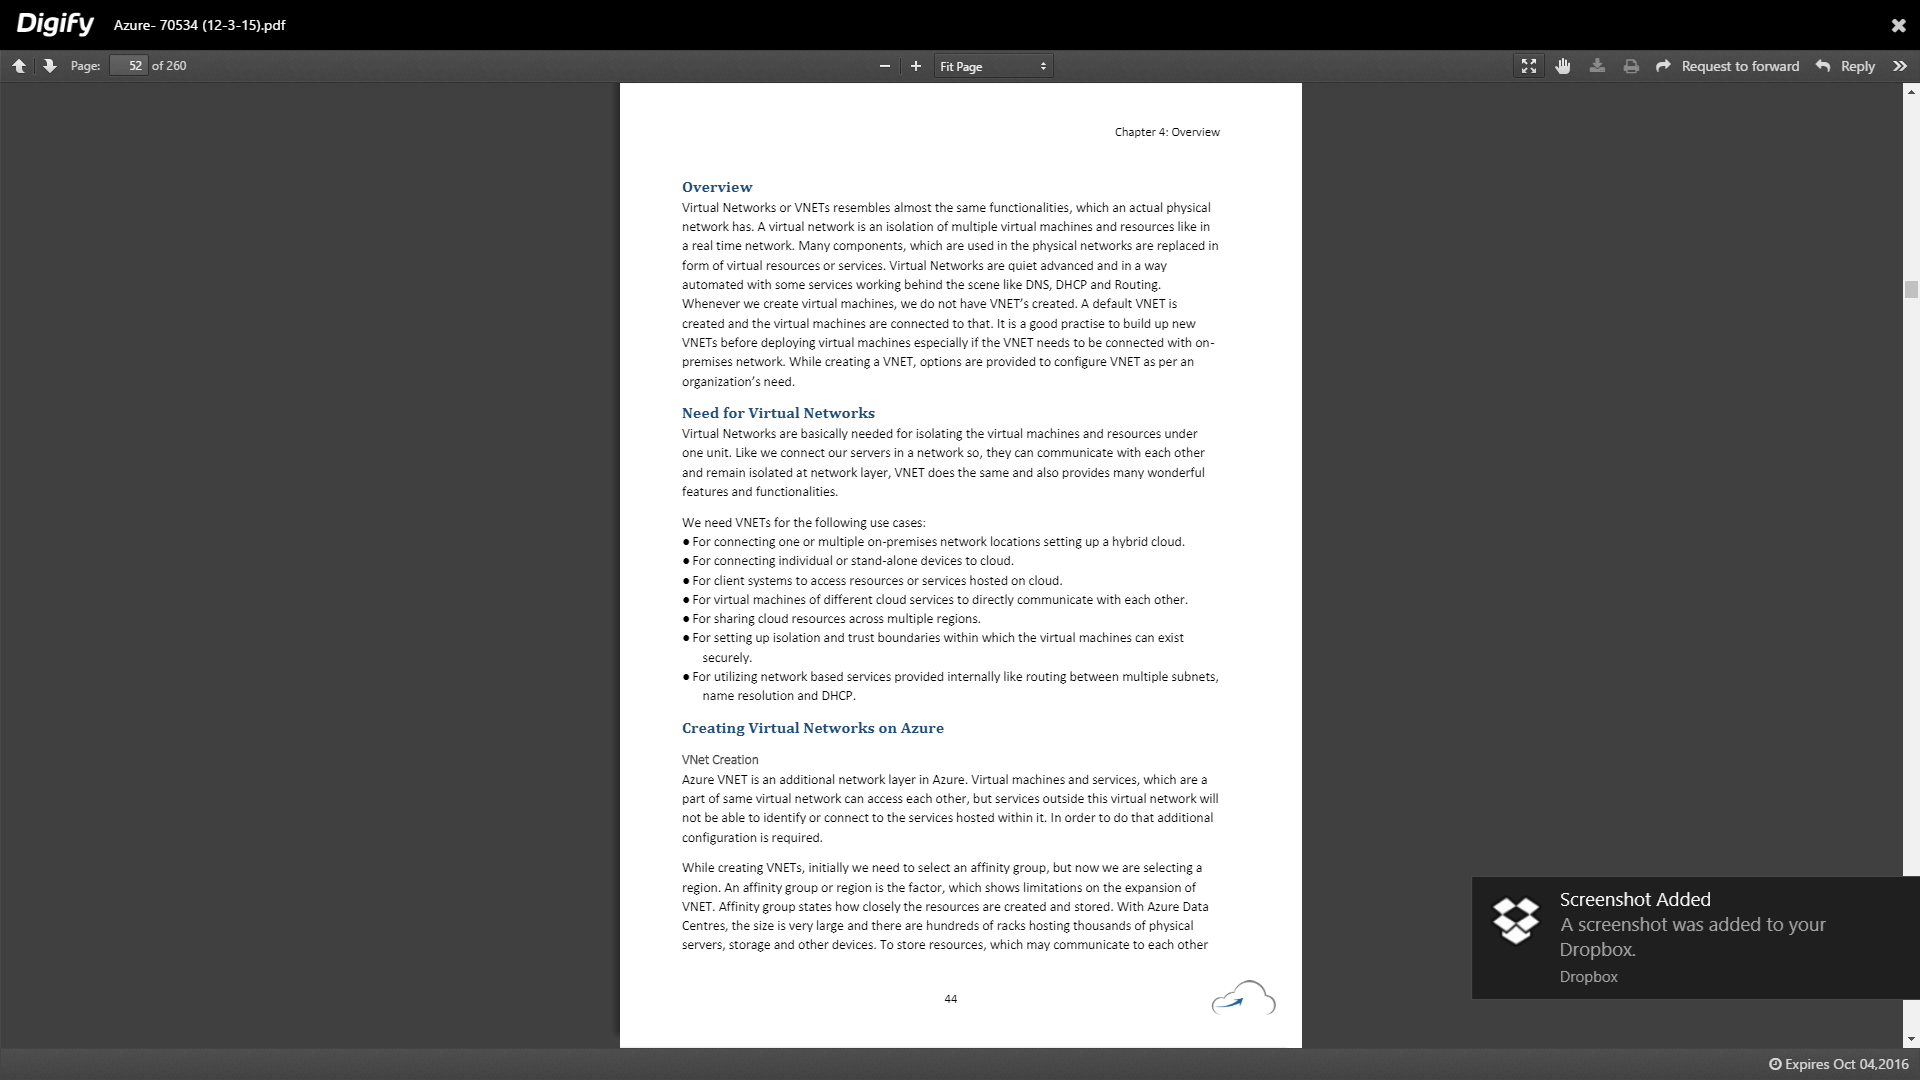 Digify Azure- 70534 (12-3-15).pdf
Page: 52 of 260 Fit Page Request to forward Reply
Chapter 4: Overview
Overview
Virtual Networks or VNETs resembles almost the same functionalities, which an actual physical
network has. A virtual network is an isolation of multiple virtual machines and resources like in
a real time network. Many components, which are used in the physical networks are replaced in
form of virtual resources or services. Virtual Networks are quiet advanced and in a way
automated with some services working behind the scene like DNS, DHCP and Routing.
Whenever we create virtual machines, we do not have VNET’s created. A default VNET is
created and the virtual machines are connected to that. It is a good practise to build up new
VNETs before deploying virtual machines especially if the VNET needs to be connected with on-
premises network. While creating a VNET, options are provided to configure VNET as per an
organization’s need.
Need for Virtual Networks
Virtual Networks are basically needed for isolating the virtual machines and resources under
one unit. Like we connect our servers in a network so, they can communicate with each other
and remain isolated at network layer, VNET does the same and also provides many wonderful
features and functionalities.
We need VNETs for the following use cases:
● For connecting one or multiple on-premises network locations setting up a hybrid cloud.
● For connecting individual or stand-alone devices to cloud.
● For client systems to access resources or services hosted on cloud.
● For virtual machines of different cloud services to directly communicate with each other.
● For sharing cloud resources across multiple regions.
● For setting up isolation and trust boundaries within which the virtual machines can exist
securely.
● For utilizing network based services provided internally like routing between multiple subnets,
name resolution and DHCP.
Creating Virtual Networks on Azure
VNet Creation
Azure VNET is an additional network layer in Azure. Virtual machines and services, which are a
part of same virtual network can access each other, but services outside this virtual network will
not be able to identify or connect to the services hosted within it. In order to do that additional
configuration is required.
While creating VNETs, initially we need to select an affinity group, but now we are selecting a
region. An affinity group or region is the factor, which shows limitations on the expansion of
VNET. Affinity group states how closely the resources are created and stored. With Azure Data
Centres, the size is very large and there are hundreds of racks hosting thousands of physical
servers, storage and other devices. To store resources, which may communicate to each other
44
Screenshot Added
A screenshot was added to your
Dropbox.
Dropbox
Expires Oct 04,2016